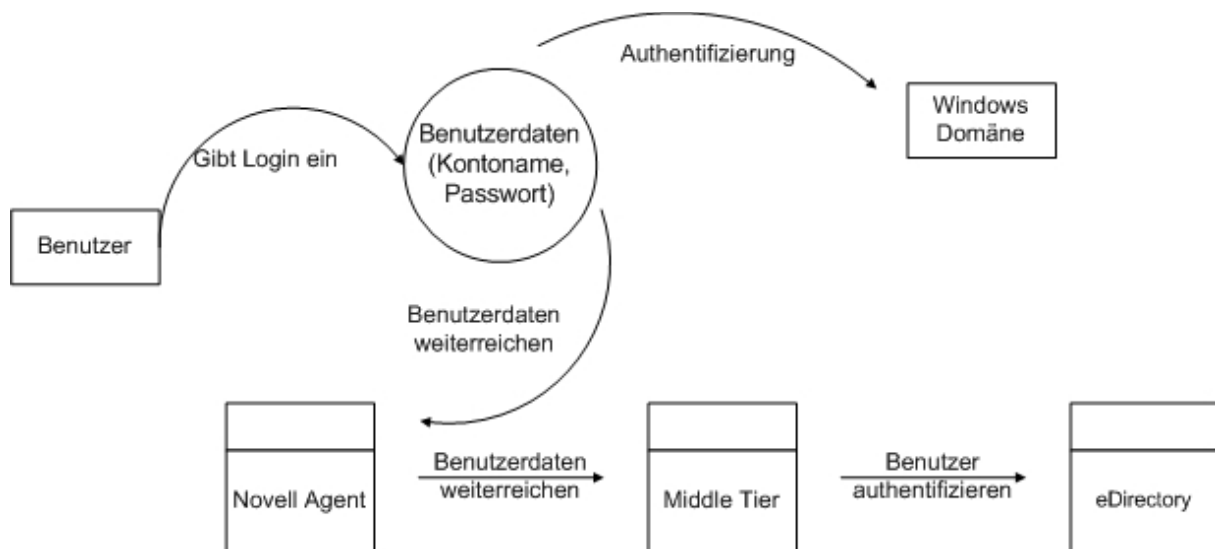 Authentifizierung
Windows
Domäne
Benutzerdaten
(Kontoname,
Passwort)
Gibt Login ein
Benutzer
Benutzerdaten
weiterreichen
Novell Agent
Benutzerdaten
weiterreichen
Middle Tier
Benutzer
authentifizieren
eDirectory